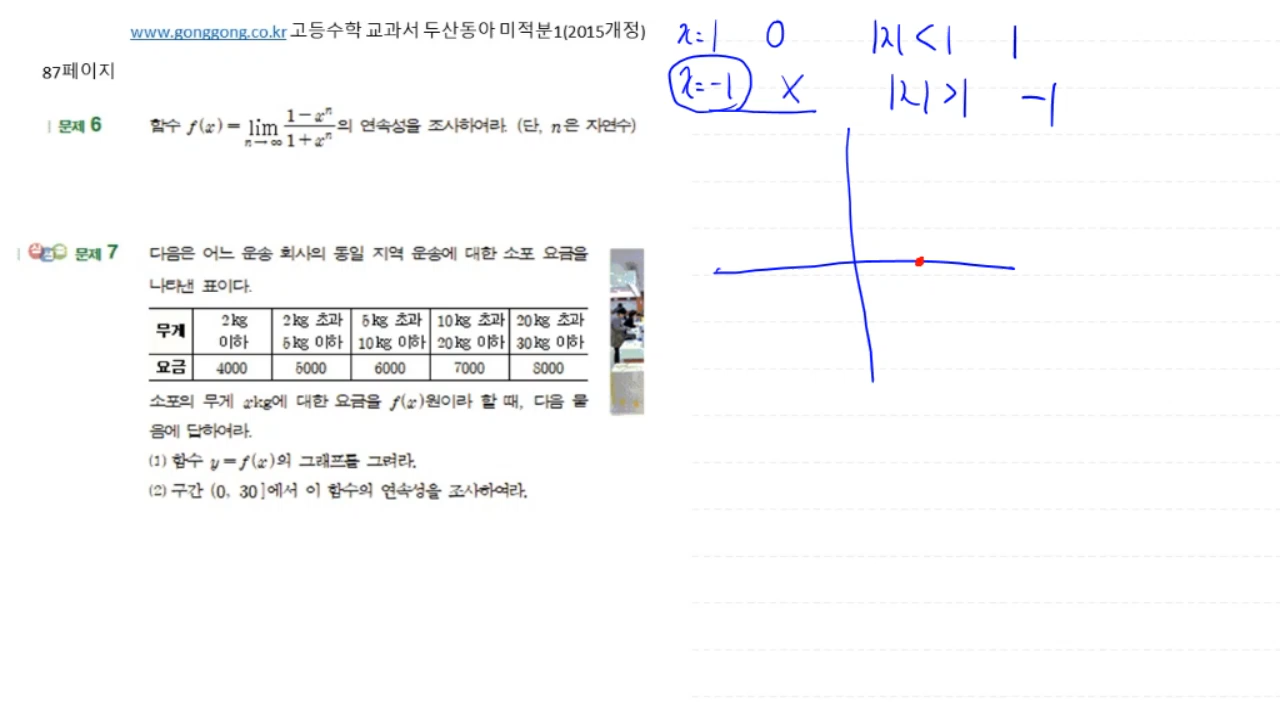 www.gonggong.co.kr 고등수학 교과서 두산동아 미적분1(2015개정)
87페이지
문제 6 함수 f(x)=lim n→∞ (1-xⁿ)/(1+xⁿ)의 연속성을 조사하여라. (단, n은 자연수)
문제 7 다음은 어느 운송 회사의 동일 지역 운송에 대한 소포 요금을
나타낸 표이다.
무게 2kg 이하 2kg 초과 5kg 이하 5kg 초과 10kg 이하 10kg 초과 20kg 이하 20kg 초과 30kg 이하
요금 4000 5000 6000 7000 8000
소포의 무게 xkg에 대한 요금을 f(x)원이라 할 때, 다음 물
음에 답하여라.
(1) 함수 y=f(x)의 그래프를 그려라.
(2) 구간 (0, 30]에서 이 함수의 연속성을 조사하여라.
x=1 0 |x|<1 1
x=-1 X |x|>1 -1